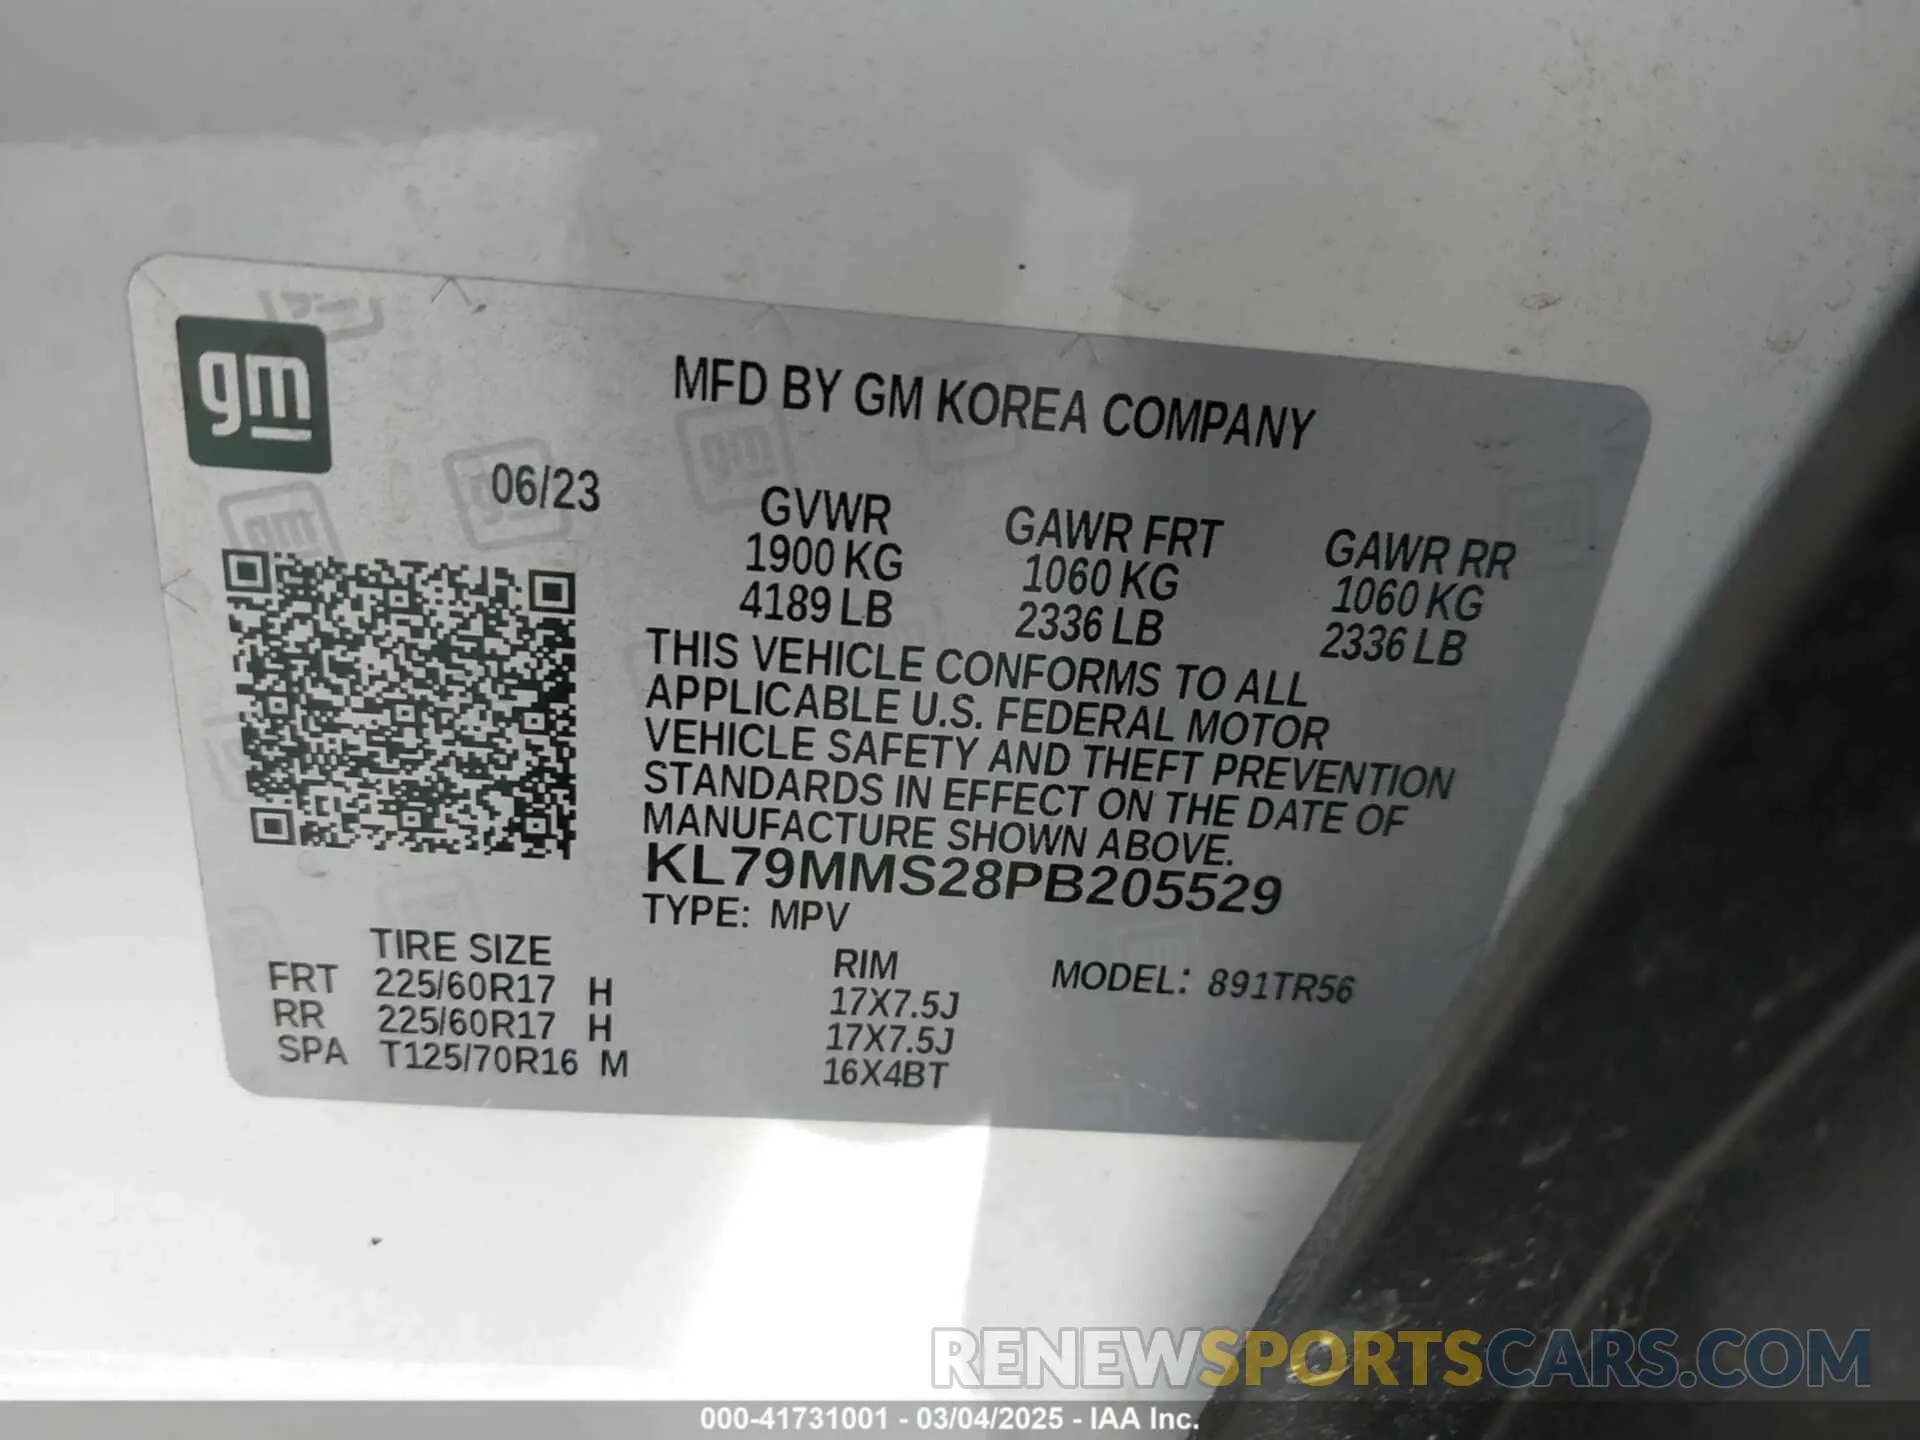 gm
MFD BY GM KOREA COMPANY
06/23
GVWR GAWR FRT GAWR RR
1900 KG 1060 KG 1060 KG
4189 LB 2336 LB 2336 LB
THIS VEHICLE CONFORMS TO ALL
APPLICABLE U.S. FEDERAL MOTOR
VEHICLE SAFETY AND THEFT PREVENTION
STANDARDS IN EFFECT ON THE DATE OF
MANUFACTURE SHOWN ABOVE.
KL79MMS28PB205529
TYPE: MPV
TIRE SIZE RIM MODEL: 891TR56
FRT 225/60R17 H 17X7.5J
RR 225/60R17 H 17X7.5J
SPA T125/70R16 M 16X4BT
RENEWSPORTSCARS.COM
000-41731001 - 03/04/2025 - IAA Inc.